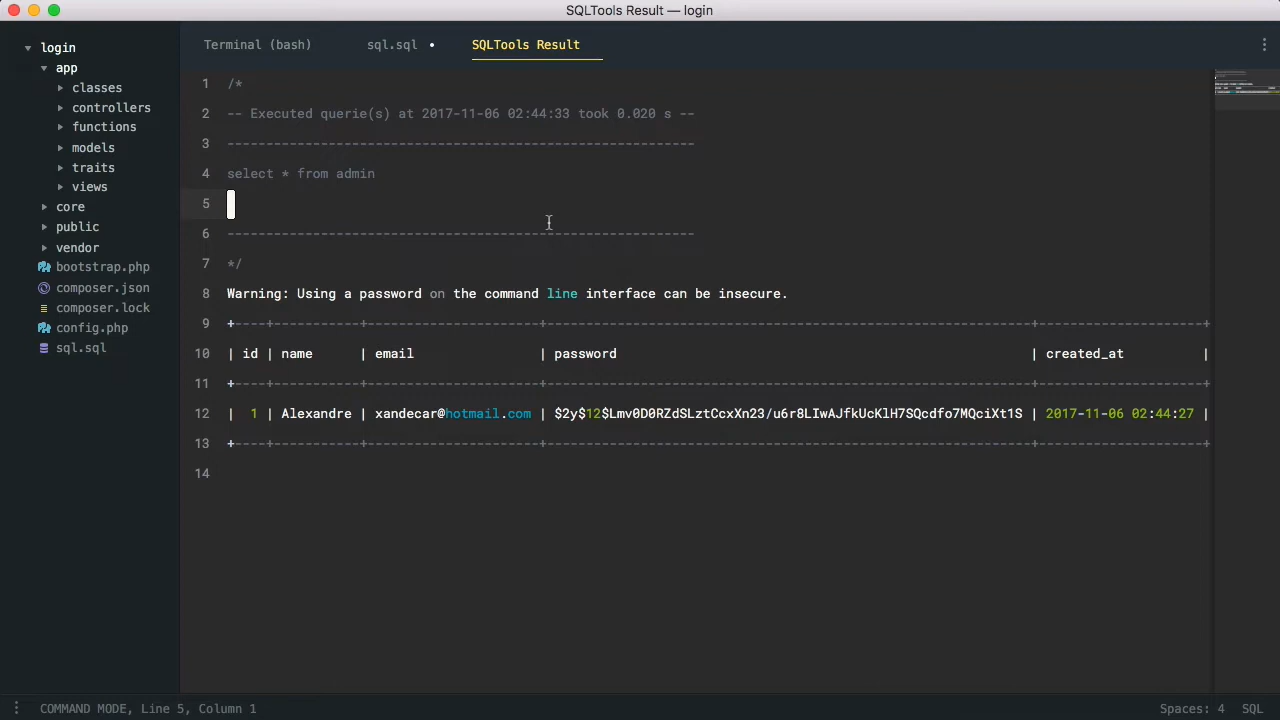 SQLTools Result — login
Terminal (bash) sql.sql • SQLTools Result
login
app
classes
controllers
functions
models
traits
views
core
public
vendor
bootstrap.php
composer.json
composer.lock
config.php
sql.sql
1 /*
2 -- Executed querie(s) at 2017-11-06 02:44:33 took 0.020 s --
3 ------------------------------------------------------------
4 select * from admin
5
6 ------------------------------------------------------------
7 */
8 Warning: Using a password on the command line interface can be insecure.
9 +----+-----------+----------------------+--------------------------------------------------------------+---------------------+
10 | id | name | email | password | created_at |
11 +----+-----------+----------------------+--------------------------------------------------------------+---------------------+
12 | 1 | Alexandre | xandecar@hotmail.com | $2y$12$Lmv0D0RZdSLztCcxXn23/u6r8LIwAJfkUcKlH7SQcdfo7MQciXt1S | 2017-11-06 02:44:27 |
13 +----+-----------+----------------------+--------------------------------------------------------------+---------------------+
14
COMMAND MODE, Line 5, Column 1 Spaces: 4 SQL